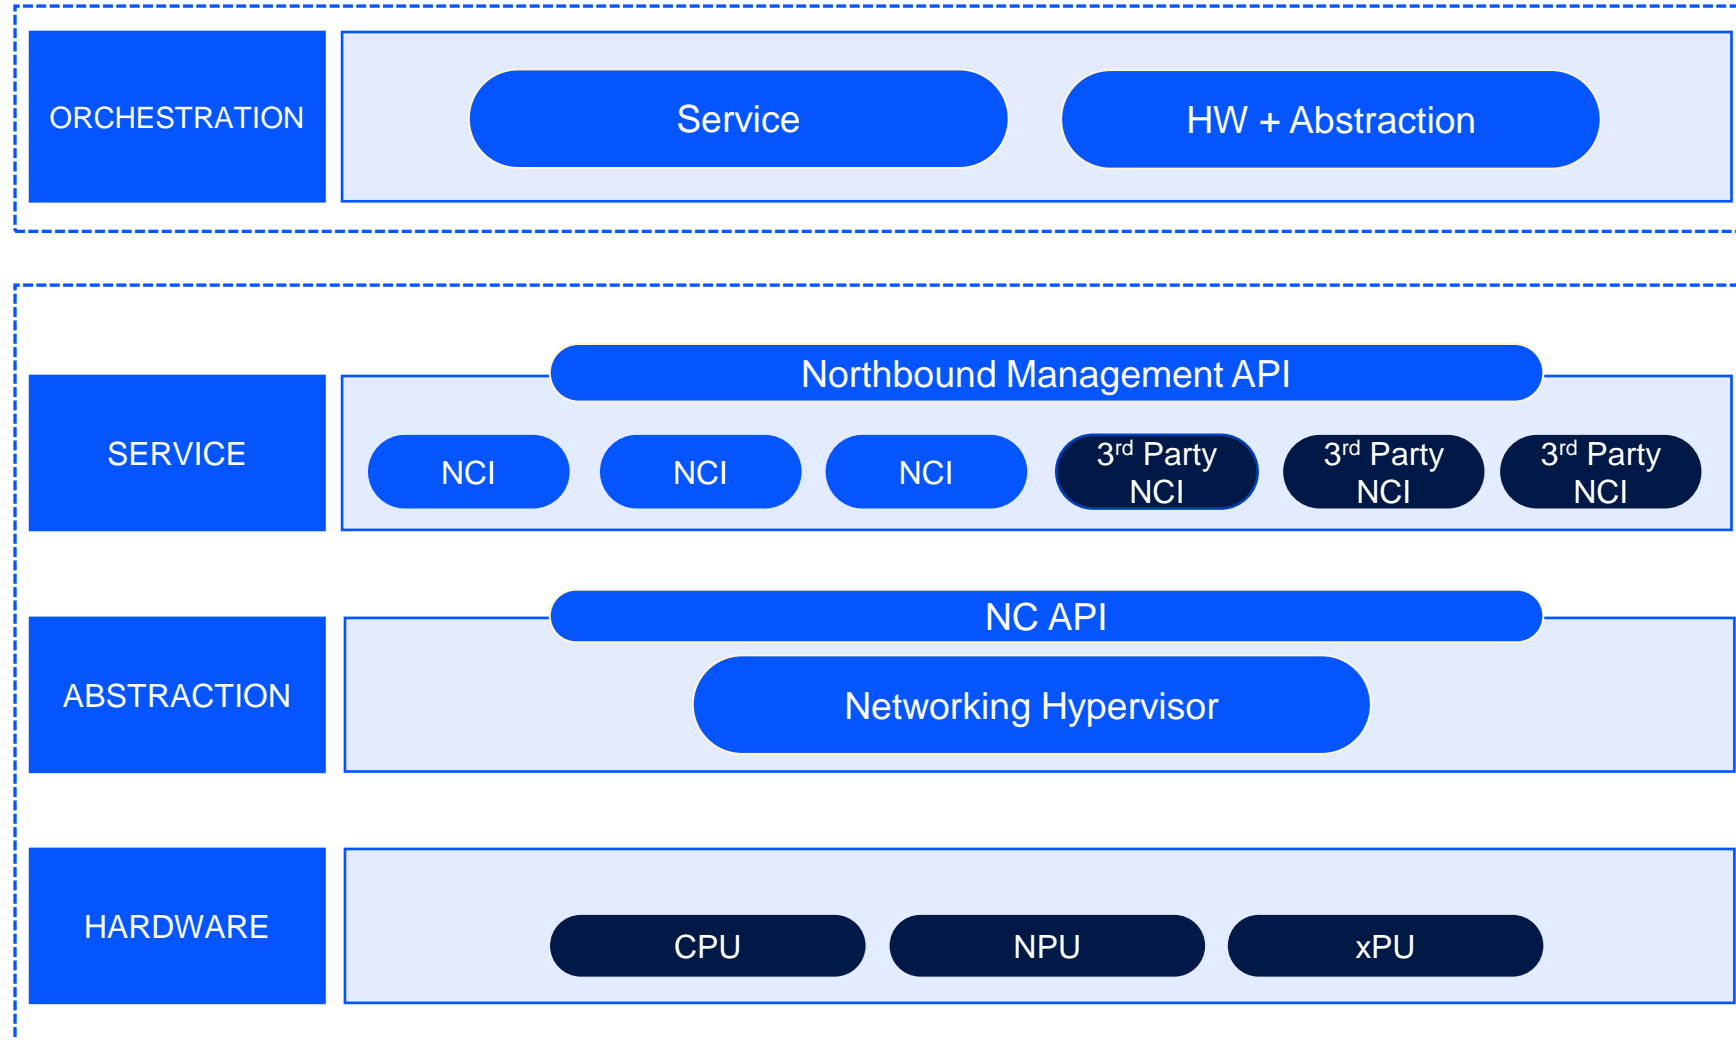 ORCHESTRATION
Service
HW + Abstraction
Northbound Management API
SERVICE
NCI
NCI
NCI
3rd Party
NCI
3rd Party
NCI
3rd Party
NCI
NC API
ABSTRACTION
Networking Hypervisor
HARDWARE
CPU
NPU
xPU